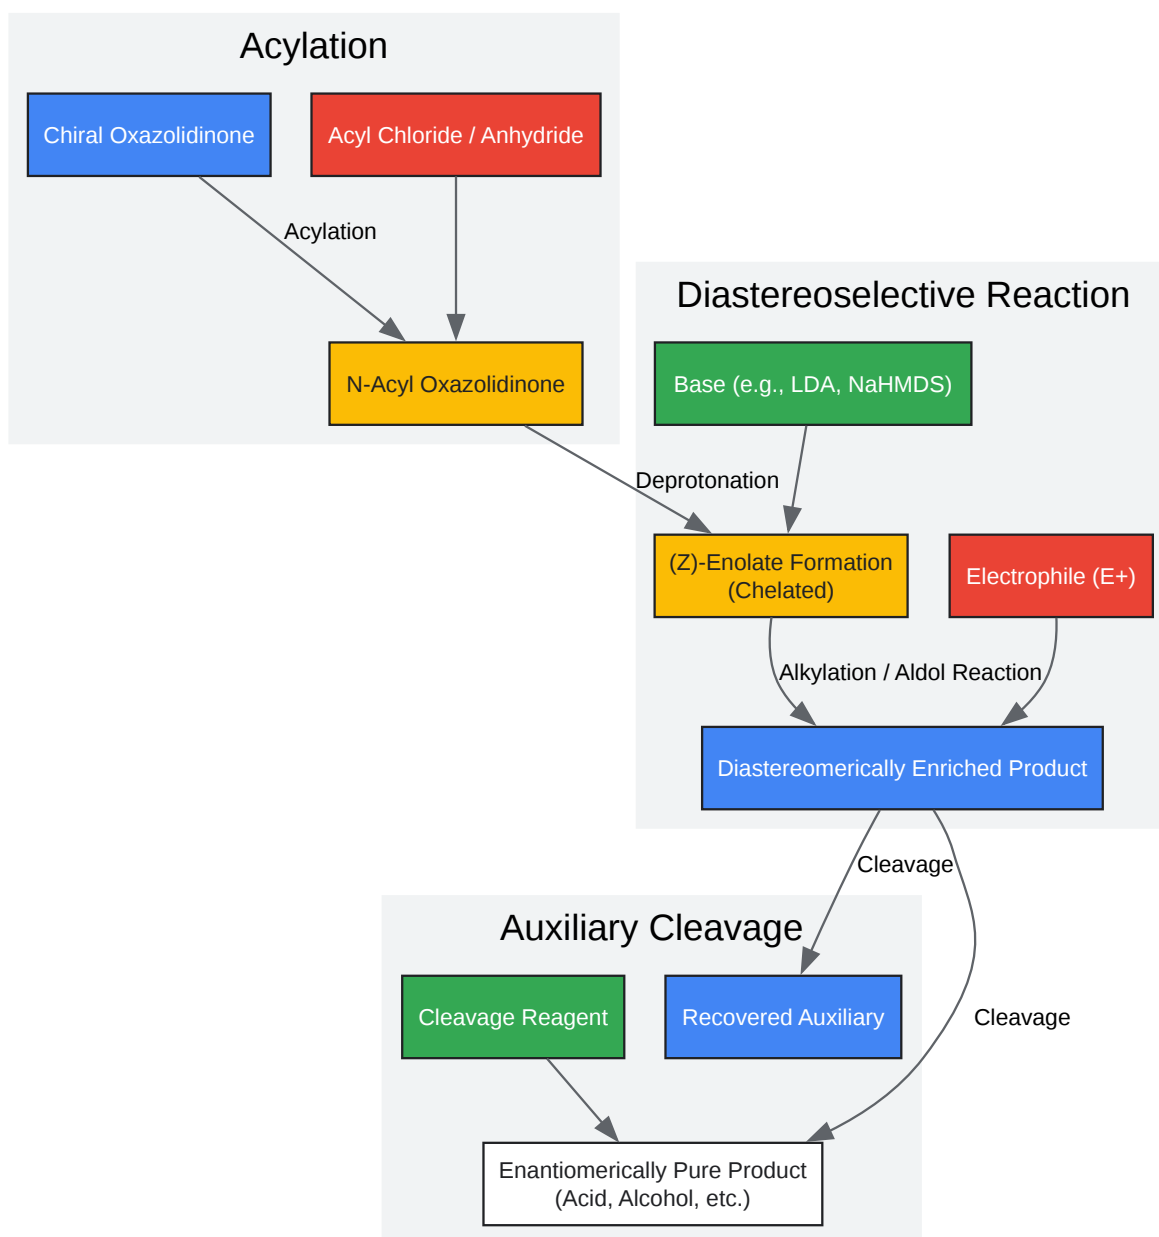 Acylation
Chiral Oxazolidinone
Acyl Chloride / Anhydride
Acylation
N-Acyl Oxazolidinone
Diastereoselective Reaction
Base (e.g., LDA, NaHMDS)
Deprotonation
(Z)-Enolate Formation
(Chelated)
Electrophile (E+)
Alkylation / Aldol Reaction
Diastereomerically Enriched Product
Cleavage
Auxiliary Cleavage
Cleavage Reagent
Recovered Auxiliary
Cleavage
Enantiomerically Pure Product
(Acid, Alcohol, etc.)